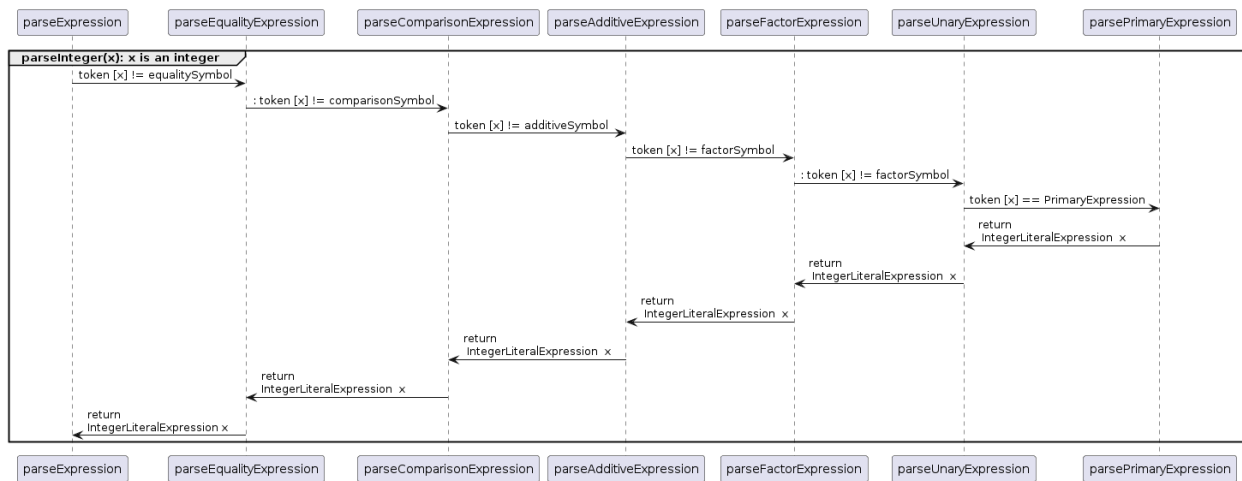 parseExpression parseEqualityExpression parseComparisonExpression parseAdditiveExpression parseFactorExpression parseUnaryExpression parsePrimaryExpression
parseInteger(x): x is an integer
token [x] != equalitySymbol
: token [x] != comparisonSymbol
token [x] != additiveSymbol
token [x] != factorSymbol
: token [x] != factorSymbol
token [x] == PrimaryExpression
return
IntegerLiteralExpression x
return
IntegerLiteralExpression x
return
IntegerLiteralExpression x
return
IntegerLiteralExpression x
return
IntegerLiteralExpression x
return
IntegerLiteralExpression x
parseExpression parseEqualityExpression parseComparisonExpression parseAdditiveExpression parseFactorExpression parseUnaryExpression parsePrimaryExpression